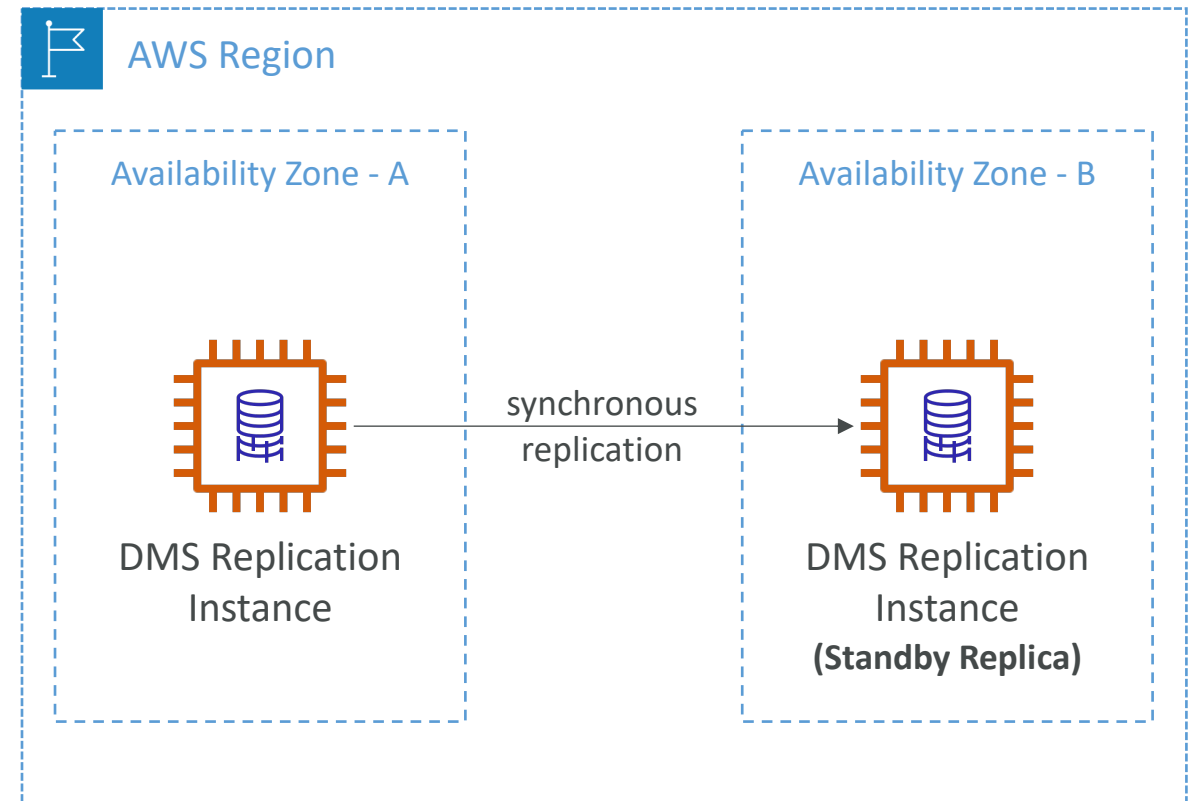 AWS Region
Availability Zone - A
Availability Zone - B
synchronous
replication
DMS Replication
Instance
DMS Replication
Instance
(Standby Replica)